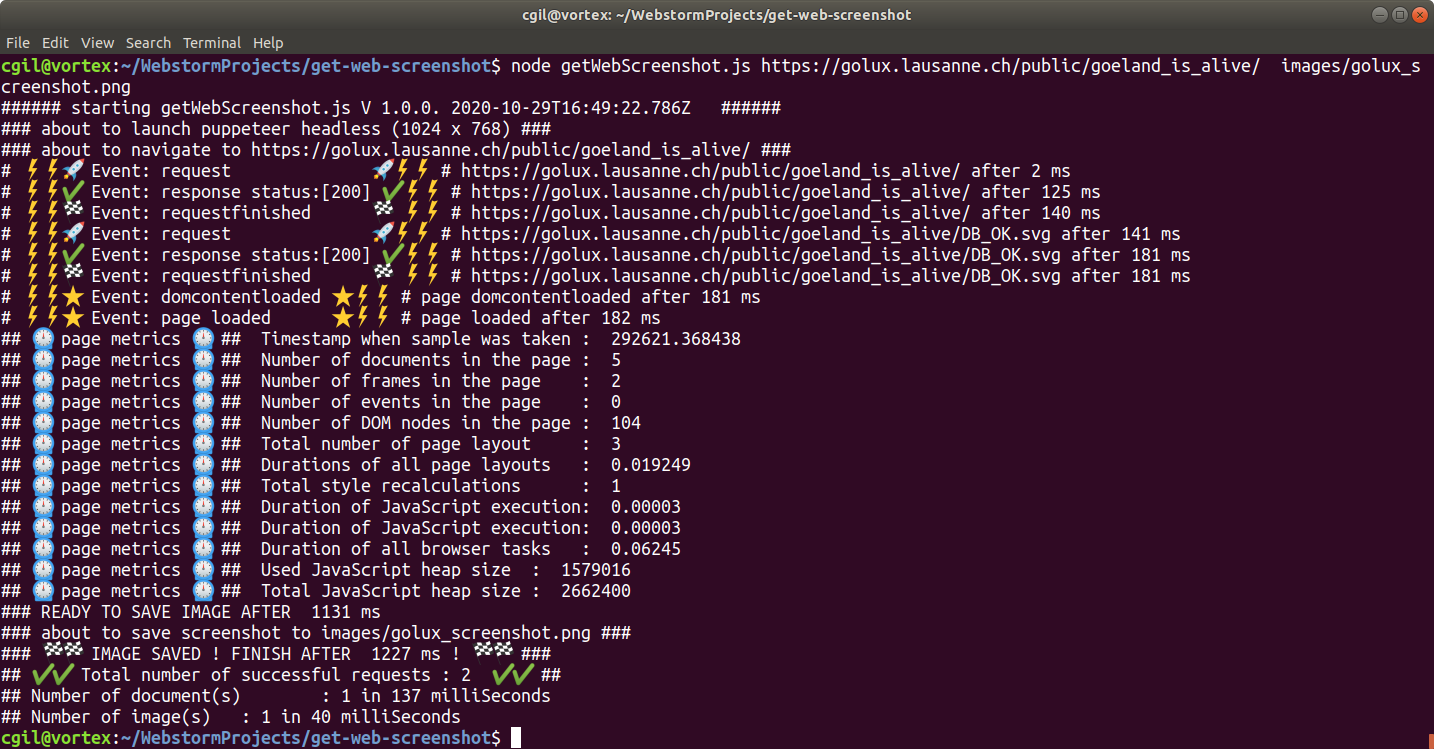 cgil@vortex: ~/WebstormProjects/get-web-screenshot
File Edit View Search Terminal Help
cgil@vortex:~/WebstormProjects/get-web-screenshot$ node getWebScreenshot.js https://golux.lausanne.ch/public/goeland_is_alive/  images/golux_s
creenshot.png
###### starting getWebScreenshot.js V 1.0.0. 2020-10-29T16:49:22.786Z   ######
### about to launch puppeteer headless (1024 x 768) ###
### about to navigate to https://golux.lausanne.ch/public/goeland_is_alive/ ###
# ⚡⚡🚀 Event: request              🚀⚡⚡ # https://golux.lausanne.ch/public/goeland_is_alive/ after 2 ms
# ⚡⚡✔ Event: response status:[200] ✔⚡⚡ # https://golux.lausanne.ch/public/goeland_is_alive/ after 125 ms
# ⚡⚡🏁 Event: requestfinished      🏁 ⚡⚡ # https://golux.lausanne.ch/public/goeland_is_alive/ after 140 ms
# ⚡⚡🚀 Event: request              🚀⚡⚡ # https://golux.lausanne.ch/public/goeland_is_alive/DB_OK.svg after 141 ms
# ⚡⚡✔ Event: response status:[200] ✔⚡⚡ # https://golux.lausanne.ch/public/goeland_is_alive/DB_OK.svg after 181 ms
# ⚡⚡🏁 Event: requestfinished      🏁 ⚡⚡ # https://golux.lausanne.ch/public/goeland_is_alive/DB_OK.svg after 181 ms
# ⚡⚡⭐ Event: domcontentloaded ⭐⚡⚡ # page domcontentloaded after 181 ms
# ⚡⚡⭐ Event: page loaded      ⭐⚡⚡ # page loaded after 182 ms
## 🕛 page metrics 🕛 ##  Timestamp when sample was taken :  292621.368438
## 🕛 page metrics 🕛 ##  Number of documents in the page :  5
## 🕛 page metrics 🕛 ##  Number of frames in the page    :  2
## 🕛 page metrics 🕛 ##  Number of events in the page    :  0
## 🕛 page metrics 🕛 ##  Number of DOM nodes in the page :  104
## 🕛 page metrics 🕛 ##  Total number of page layout     :  3
## 🕛 page metrics 🕛 ##  Durations of all page layouts   :  0.019249
## 🕛 page metrics 🕛 ##  Total style recalculations      :  1
## 🕛 page metrics 🕛 ##  Duration of JavaScript execution:  0.00003
## 🕛 page metrics 🕛 ##  Duration of JavaScript execution:  0.00003
## 🕛 page metrics 🕛 ##  Duration of all browser tasks   :  0.06245
## 🕛 page metrics 🕛 ##  Used JavaScript heap size  :  1579016
## 🕛 page metrics 🕛 ##  Total JavaScript heap size :  2662400
### READY TO SAVE IMAGE AFTER  1131 ms
### about to save screenshot to images/golux_screenshot.png ###
### 🏁🏁 IMAGE SAVED ! FINISH AFTER  1227 ms ! 🏁🏁 ###
## ✔✔ Total number of successful requests : 2  ✔✔ ##
## Number of document(s)        : 1 in 137 milliSeconds
## Number of image(s)   : 1 in 40 milliSeconds
cgil@vortex:~/WebstormProjects/get-web-screenshot$